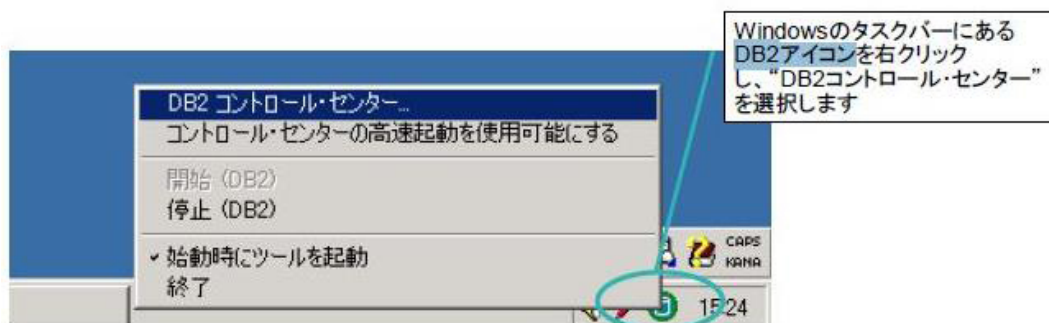 Windowsのタスクバーにある
DB2アイコンを右クリック
し、“DB2コントロール・センター”
を選択します
DB2 コントロール・センター...
コントロール・センターの高速起動を使用可能にする
開始 (DB2)
停止 (DB2)
始動時にツールを起動
終了
CAPS
KANA
15:24